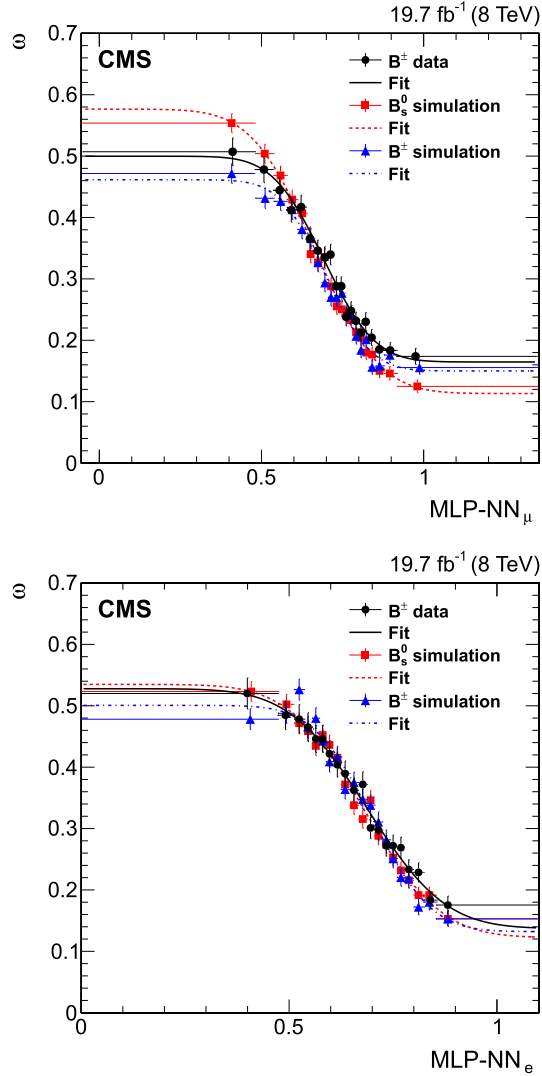 19.7 fb⁻¹ (8 TeV)
ω
0.7
CMS
B± data
Fit
B⁰ₛ simulation
Fit
B± simulation
Fit
0.6
0.5
0.4
0.3
0.2
0.1
0
0 0.5 1
MLP-NN μ
19.7 fb⁻¹ (8 TeV)
ω
0.7
CMS
B± data
Fit
B⁰ₛ simulation
Fit
B± simulation
Fit
0.6
0.5
0.4
0.3
0.2
0.1
0
0 0.5 1
MLP-NN e